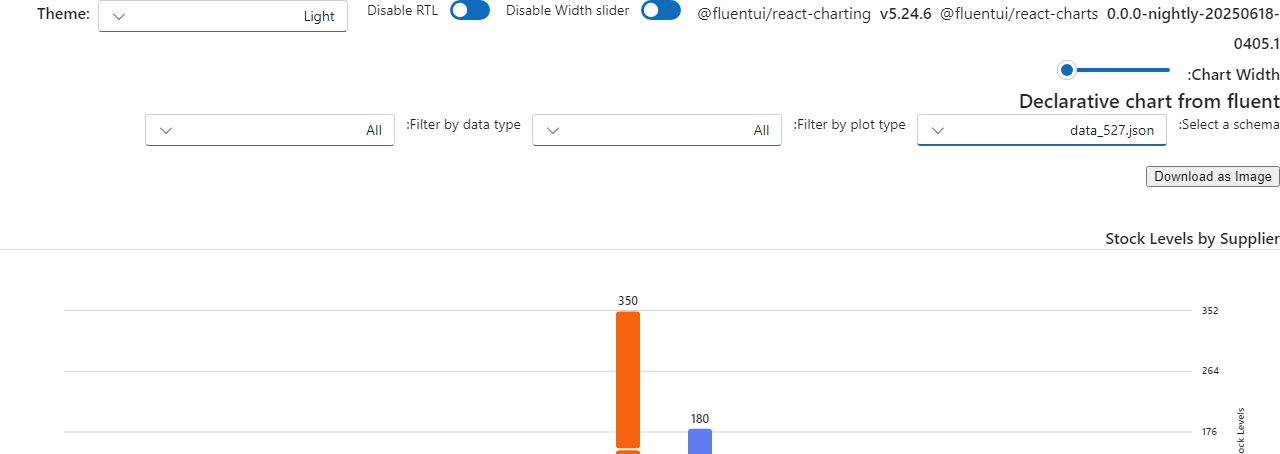 Theme:
Light
Disable RTL
Disable Width slider
@fluentui/react-charting v5.24.6 @fluentui/react-charts 0.0.0-nightly-20250618-
0405.1
:Chart Width
Declarative chart from fluent
:Select a schema
data_527.json
:Filter by plot type
All
:Filter by data type
All
Download as Image
Stock Levels by Supplier
350
352
264
180
176
ock Levels